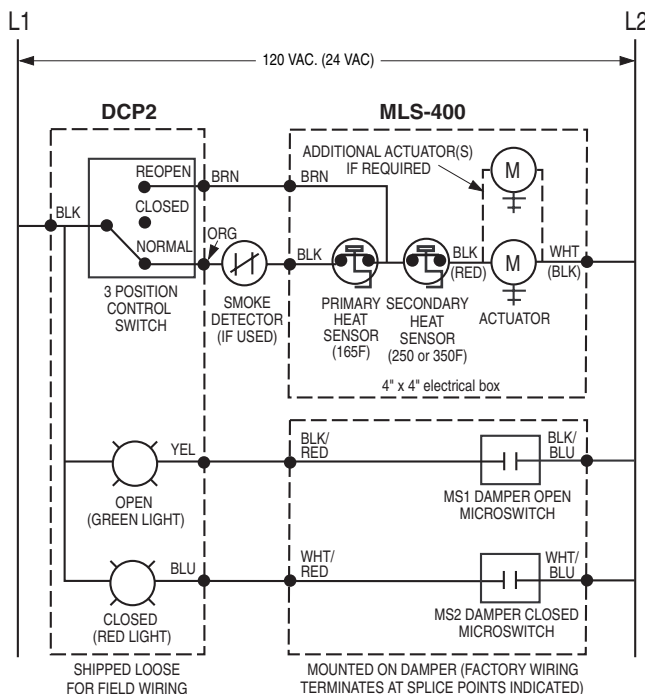 L1
L2
120 VAC. (24 VAC)
DCP2
MLS-400
REOPEN
BRN
BRN
ADDITIONAL ACTUATOR(S)
IF REQUIRED
M
CLOSED
BLK
NORMAL
ORG
BLK
BLK
(RED)
M
WHT
(BLK)
3 POSITION
CONTROL
SWITCH
SMOKE
DETECTOR
(IF USED)
PRIMARY
HEAT
SENSOR
(165F)
SECONDARY
HEAT
SENSOR
(250 or 350F)
ACTUATOR
4" x 4" electrical box
YEL
BLK/
RED
BLK/
BLU
OPEN
(GREEN LIGHT)
MS1 DAMPER OPEN
MICROSWITCH
BLU
WHT/
RED
WHT/
BLU
CLOSED
(RED LIGHT)
MS2 DAMPER CLOSED
MICROSWITCH
SHIPPED LOOSE
FOR FIELD WIRING
MOUNTED ON DAMPER (FACTORY WIRING
TERMINATES AT SPLICE POINTS INDICATED)